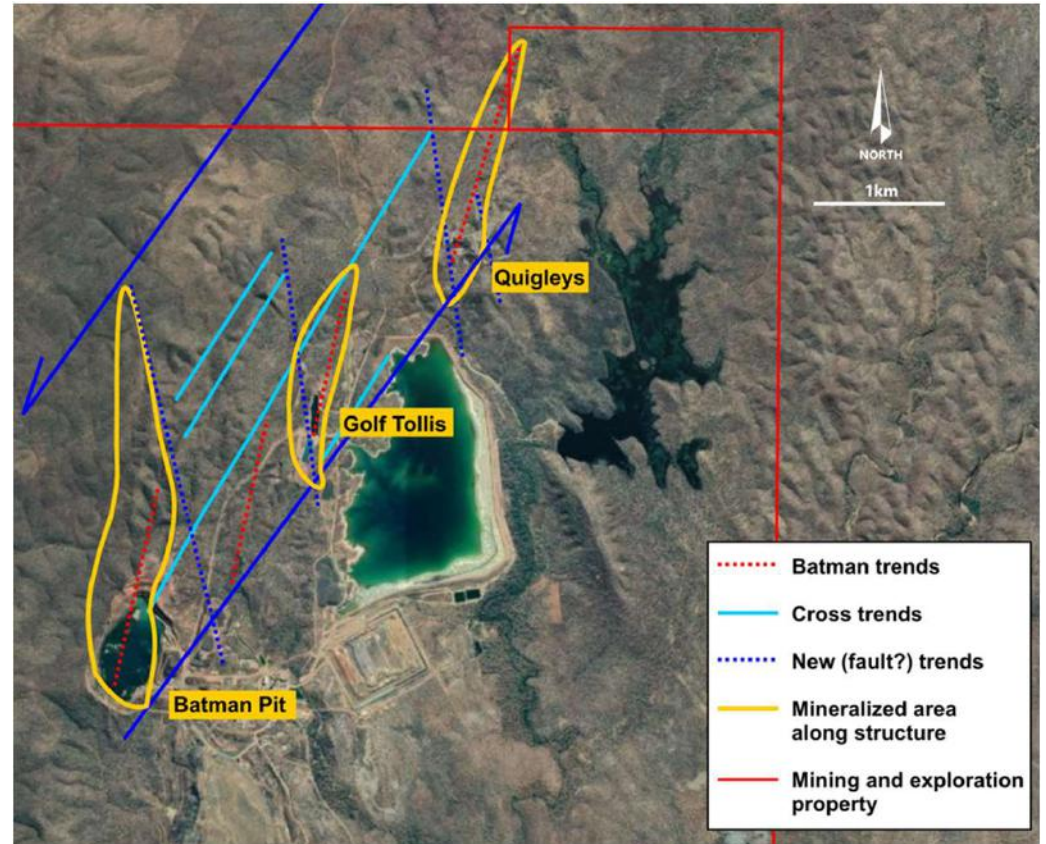 NORTH
1km
Quigleys
Golf Tollis
Batman Pit
Batman trends
Cross trends
New (fault?) trends
Mineralized area
along structure
Mining and exploration
property